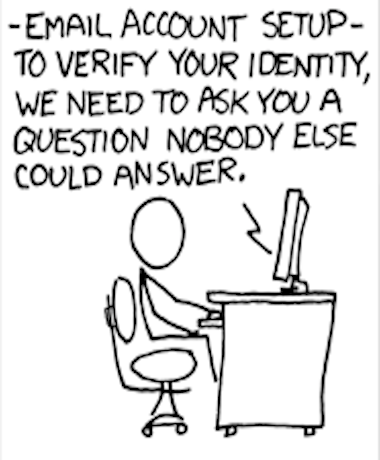 -EMAIL ACCOUNT SETUP-
TO VERIFY YOUR IDENTITY,
WE NEED TO ASK YOU A
QUESTION NOBODY ELSE
COULD ANSWER.